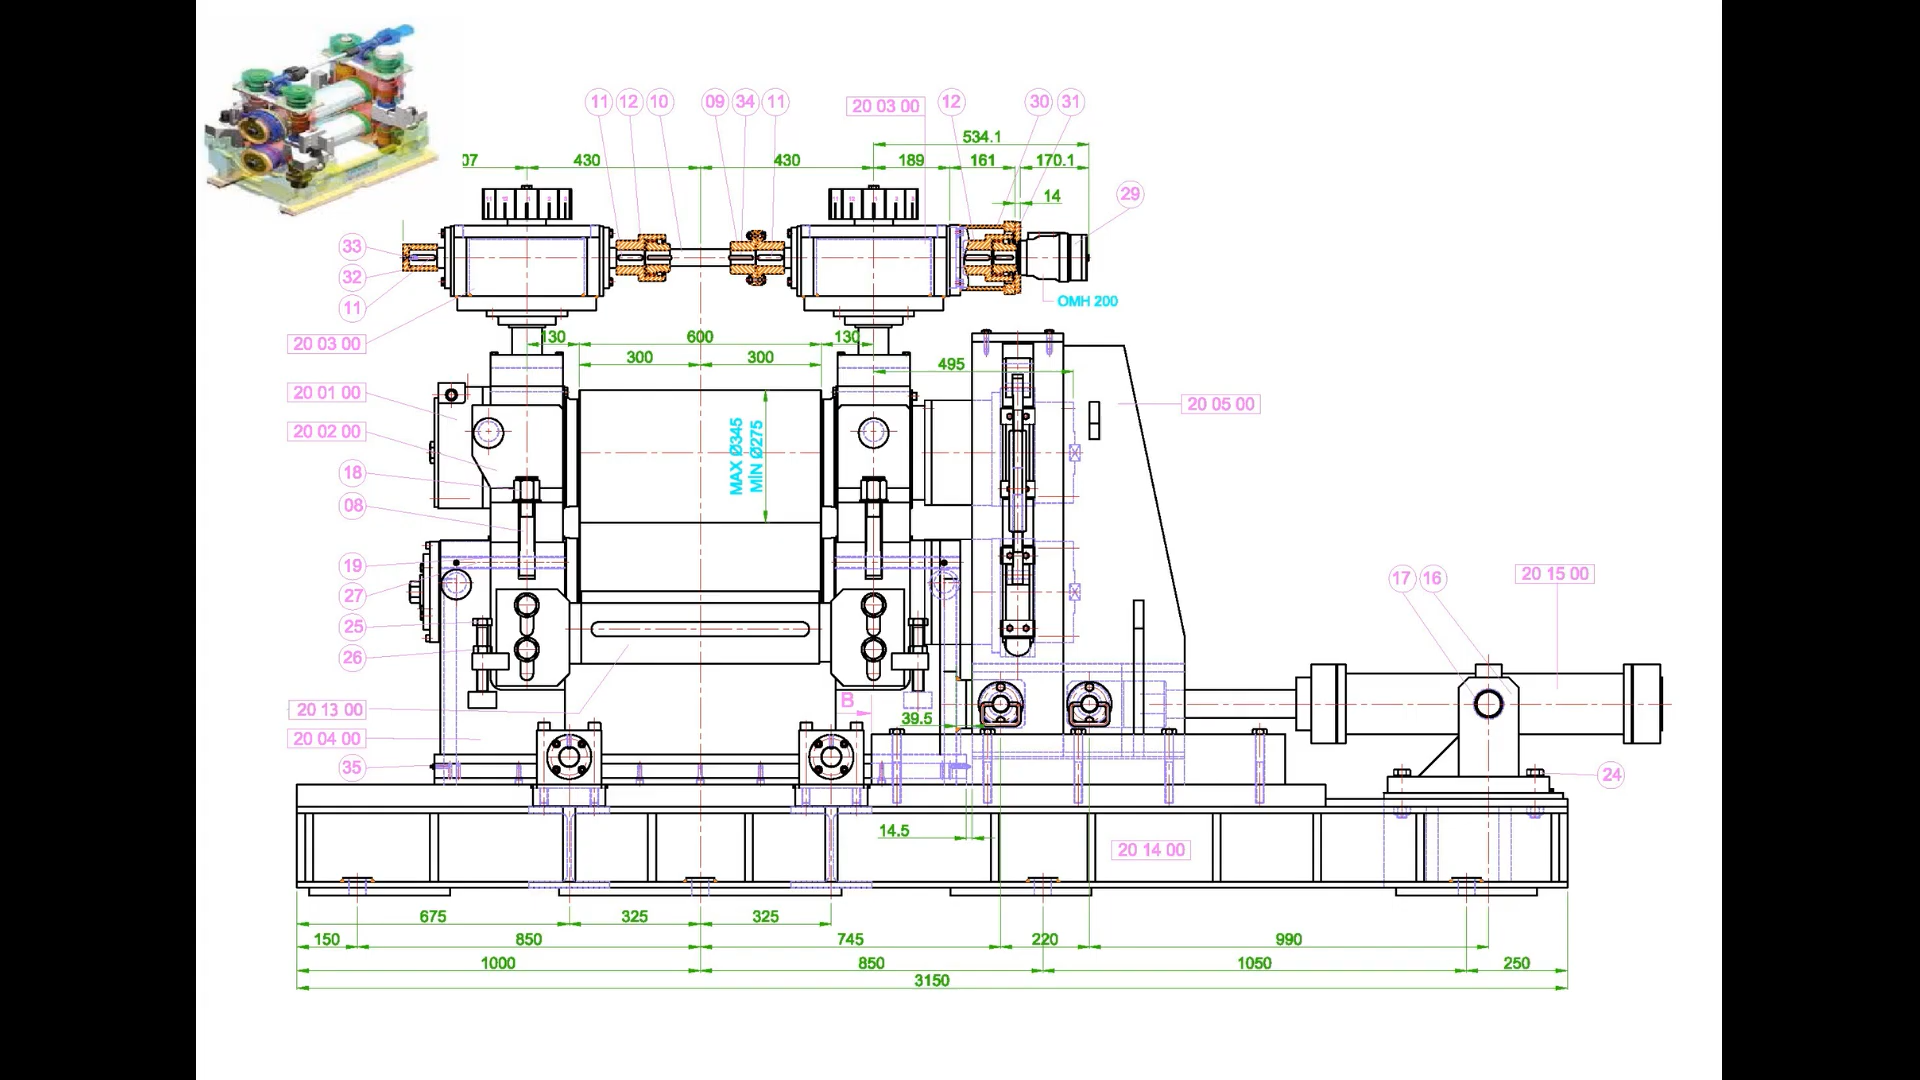 11 12 10 09 34 11 20 03 00 12 30 31
534.1
07 430 430 189 161 170.1
14
29
33
32
11
OMH 200
20 03 00
130 600 130
300 300
495
20 01 00
20 02 00
20 05 00
MAX Ø345
MİN Ø275
18
08
19
27
25
26
17 16 20 15 00
20 13 00
B
39.5
20 04 00
35
24
14.5
20 14 00
675 325 325
150 850 745 220 990
1000 850 1050 250
3150